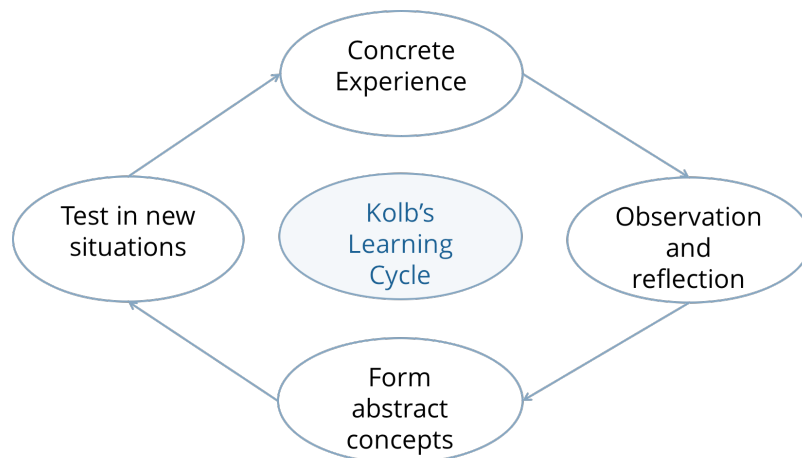 Concrete
Experience
Test in new
situations
Kolb’s
Learning
Cycle
Observation
and
reflection
Form
abstract
concepts